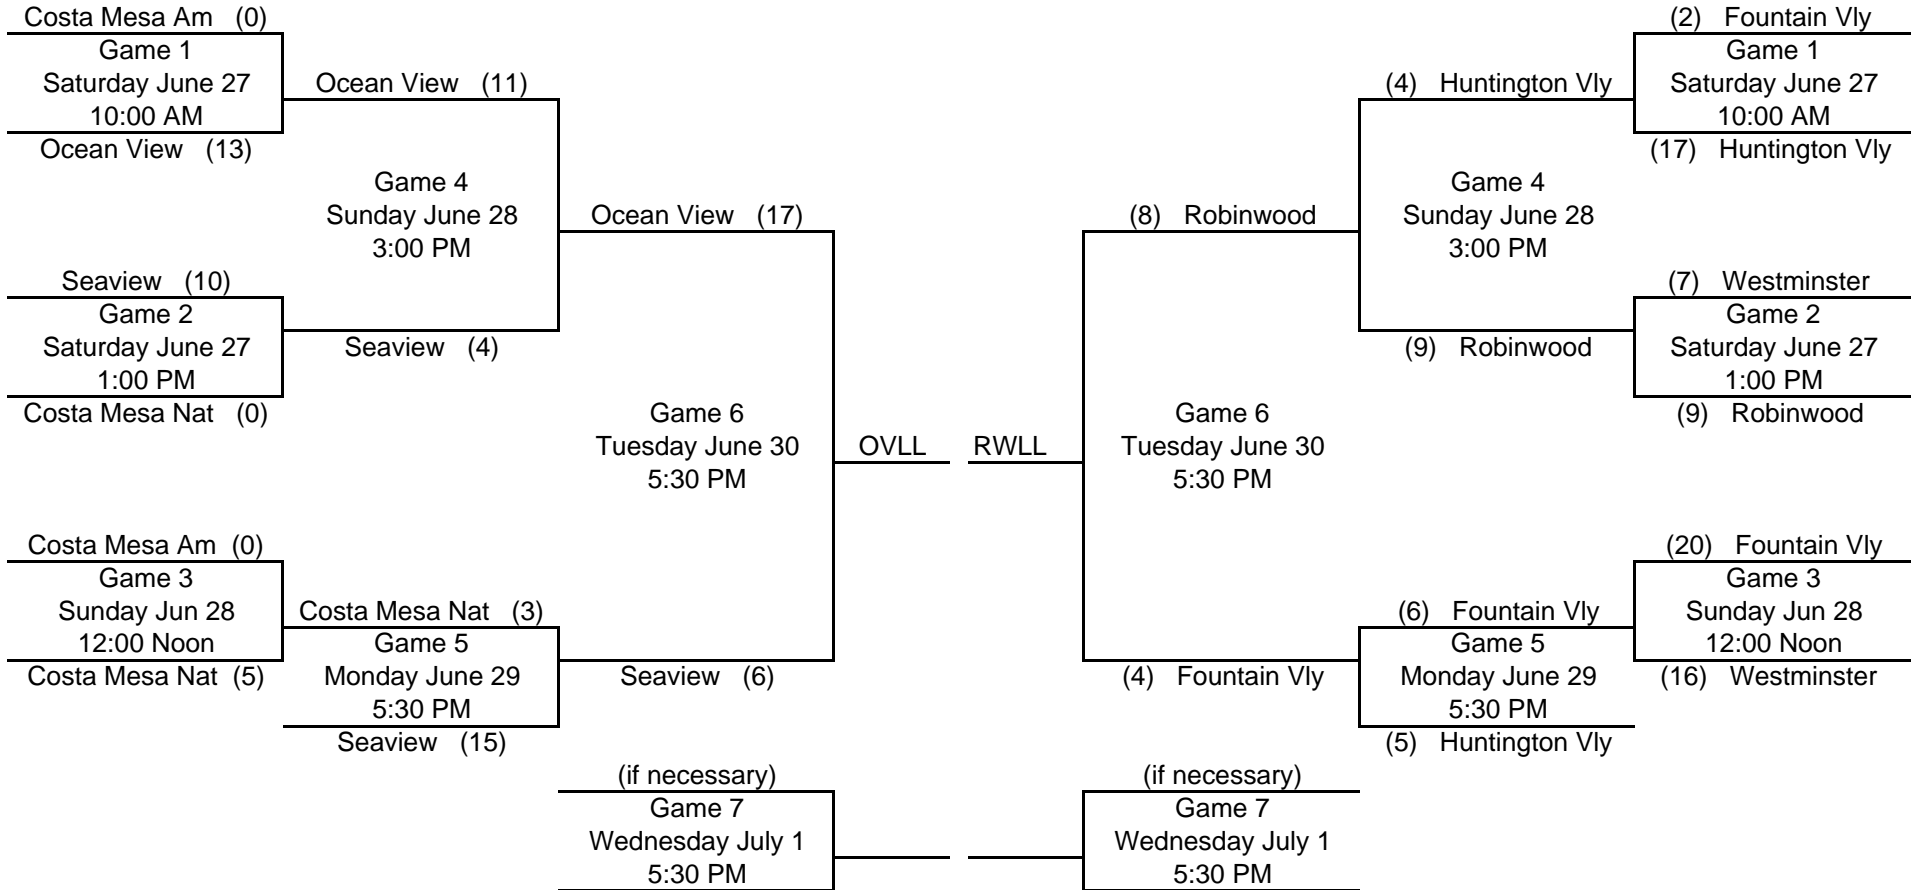 Costa Mesa Am (0)
Game 1
Saturday June 27
10:00 AM
Ocean View (13)
Ocean View (11)
Game 4
Sunday June 28
3:00 PM
Seaview (10)
Game 2
Saturday June 27
1:00 PM
Costa Mesa Nat (0)
Seaview (4)
Ocean View (17)
Game 6
Tuesday June 30
5:30 PM
OVLL
Costa Mesa Am (0)
Game 3
Sunday Jun 28
12:00 Noon
Costa Mesa Nat (5)
Costa Mesa Nat (3)
Game 5
Monday June 29
5:30 PM
Seaview (15)
Seaview (6)
(if necessary)
Game 7
Wednesday July 1
5:30 PM
(2) Fountain Vly
Game 1
Saturday June 27
10:00 AM
(17) Huntington Vly
(4) Huntington Vly
Game 4
Sunday June 28
3:00 PM
(7) Westminster
Game 2
Saturday June 27
1:00 PM
(9) Robinwood
(9) Robinwood
(8) Robinwood
Game 6
Tuesday June 30
5:30 PM
RWLL
(20) Fountain Vly
Game 3
Sunday Jun 28
12:00 Noon
(16) Westminster
(6) Fountain Vly
Game 5
Monday June 29
5:30 PM
(5) Huntington Vly
(4) Fountain Vly
(if necessary)
Game 7
Wednesday July 1
5:30 PM